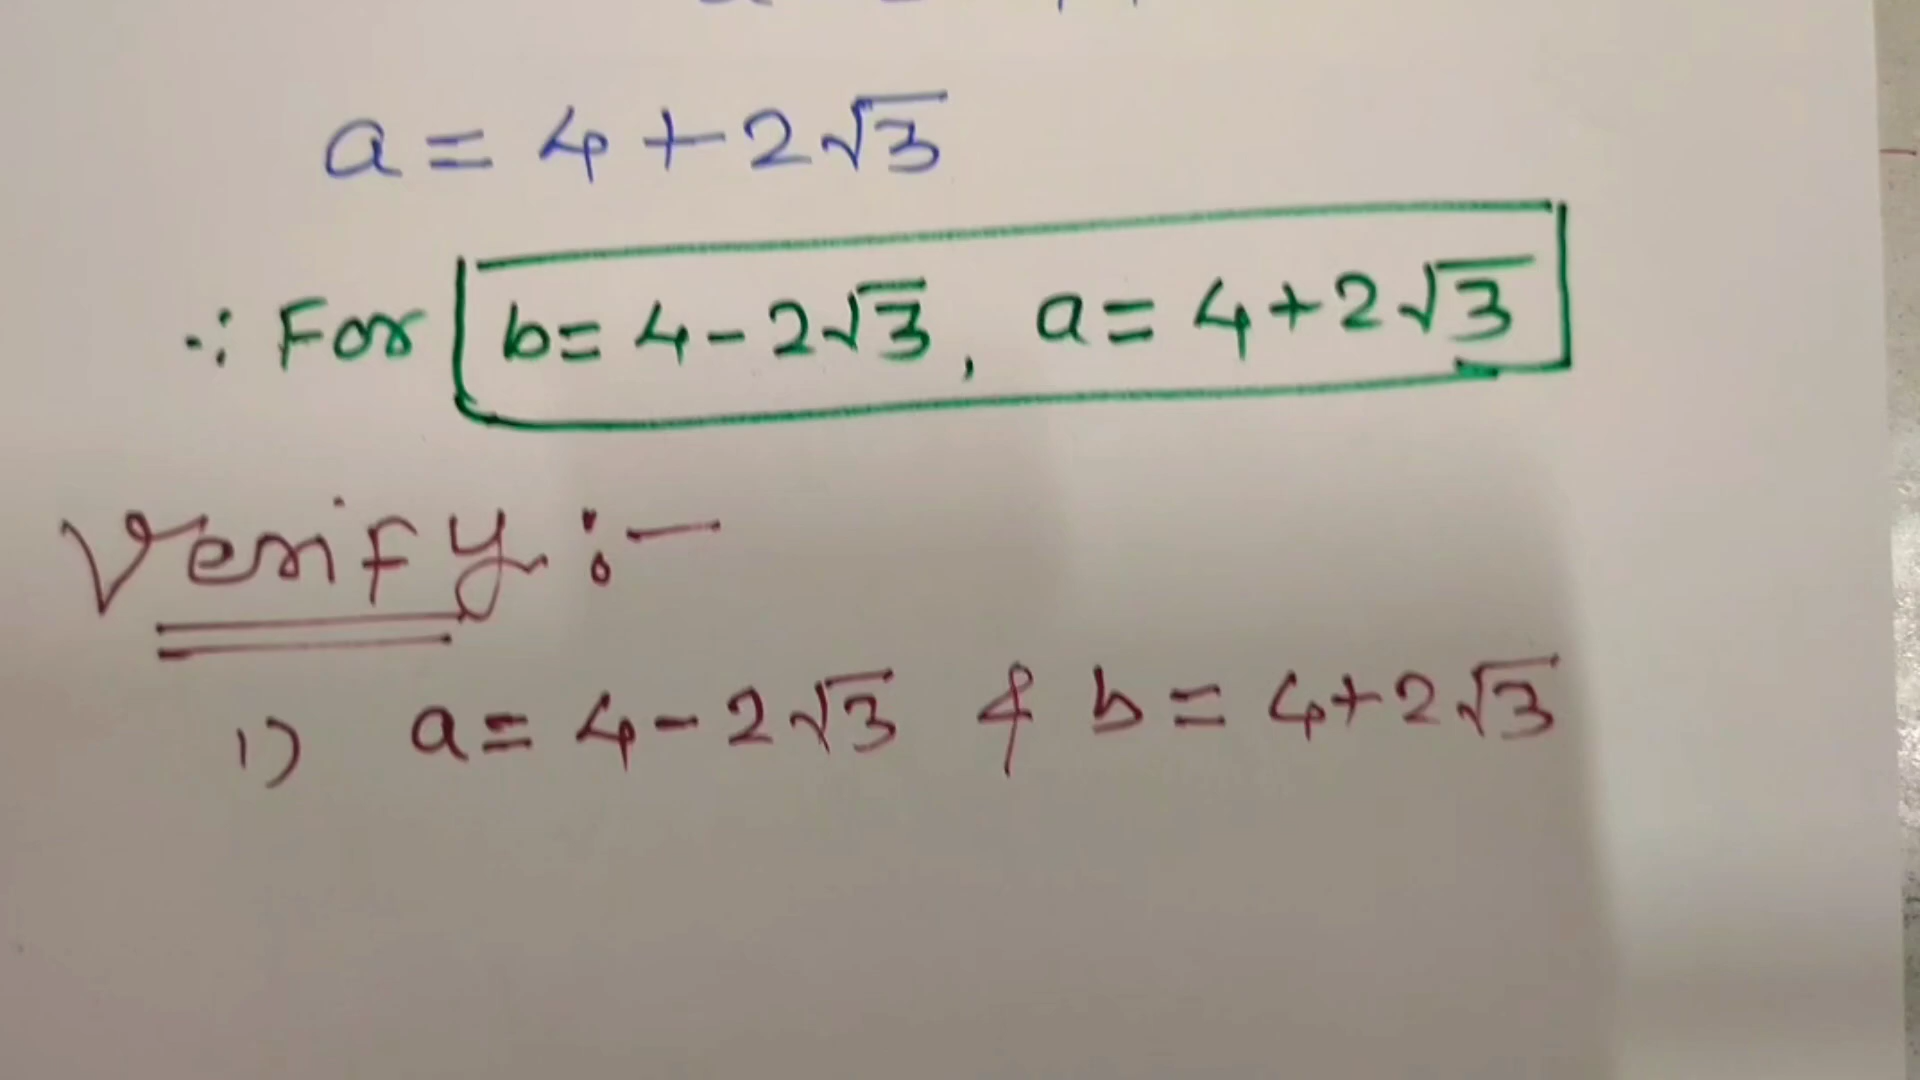 a = 4 + 2√3
∴ For b = 4 - 2√3, a = 4 + 2√3
Verify :-
1) a = 4 - 2√3 & b = 4 + 2√3